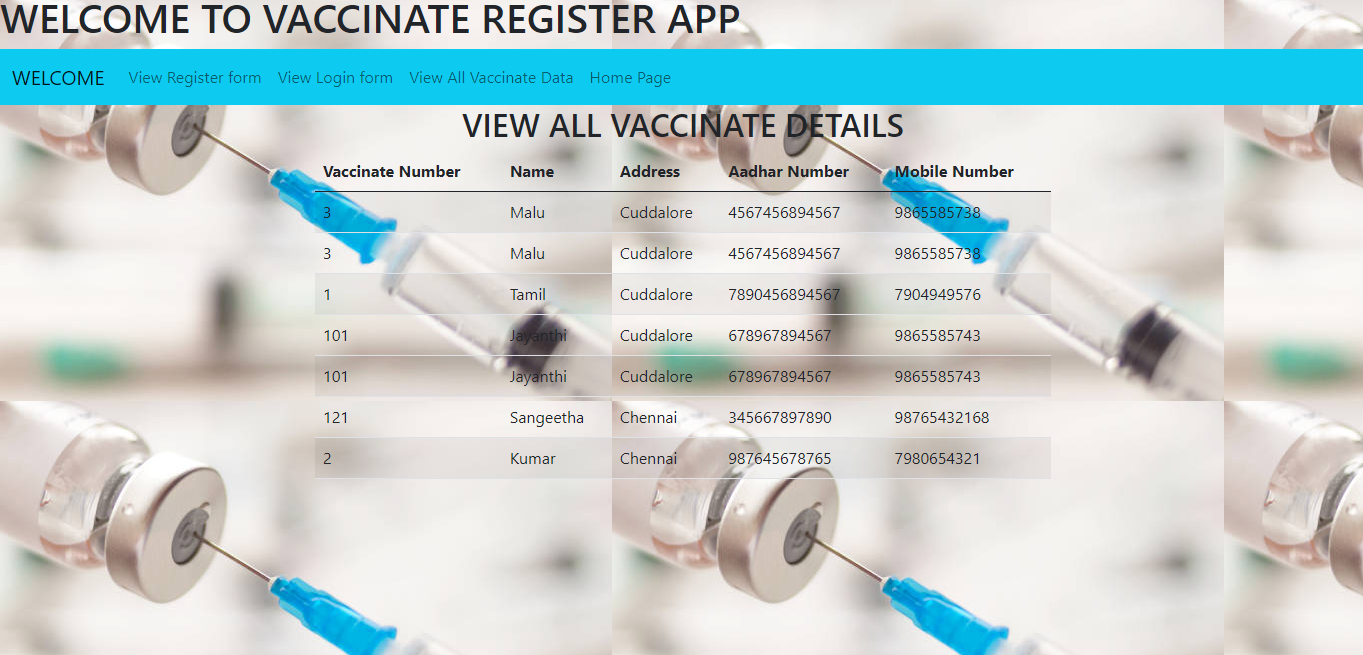 WELCOME TO VACCINATE REGISTER APP
WELCOME View Register form View Login form View All Vaccinate Data Home Page
VIEW ALL VACCINATE DETAILS
Vaccinate Number Name Address Aadhar Number Mobile Number
3 Malu Cuddalore 4567456894567 9865585738
3 Malu Cuddalore 4567456894567 9865585738
1 Tamil Cuddalore 7890456894567 7904949576
101 Jayanthi Cuddalore 678967894567 9865585743
101 Jayanthi Cuddalore 678967894567 9865585743
121 Sangeetha Chennai 345667897890 98765432168
2 Kumar Chennai 987645678765 7980654321